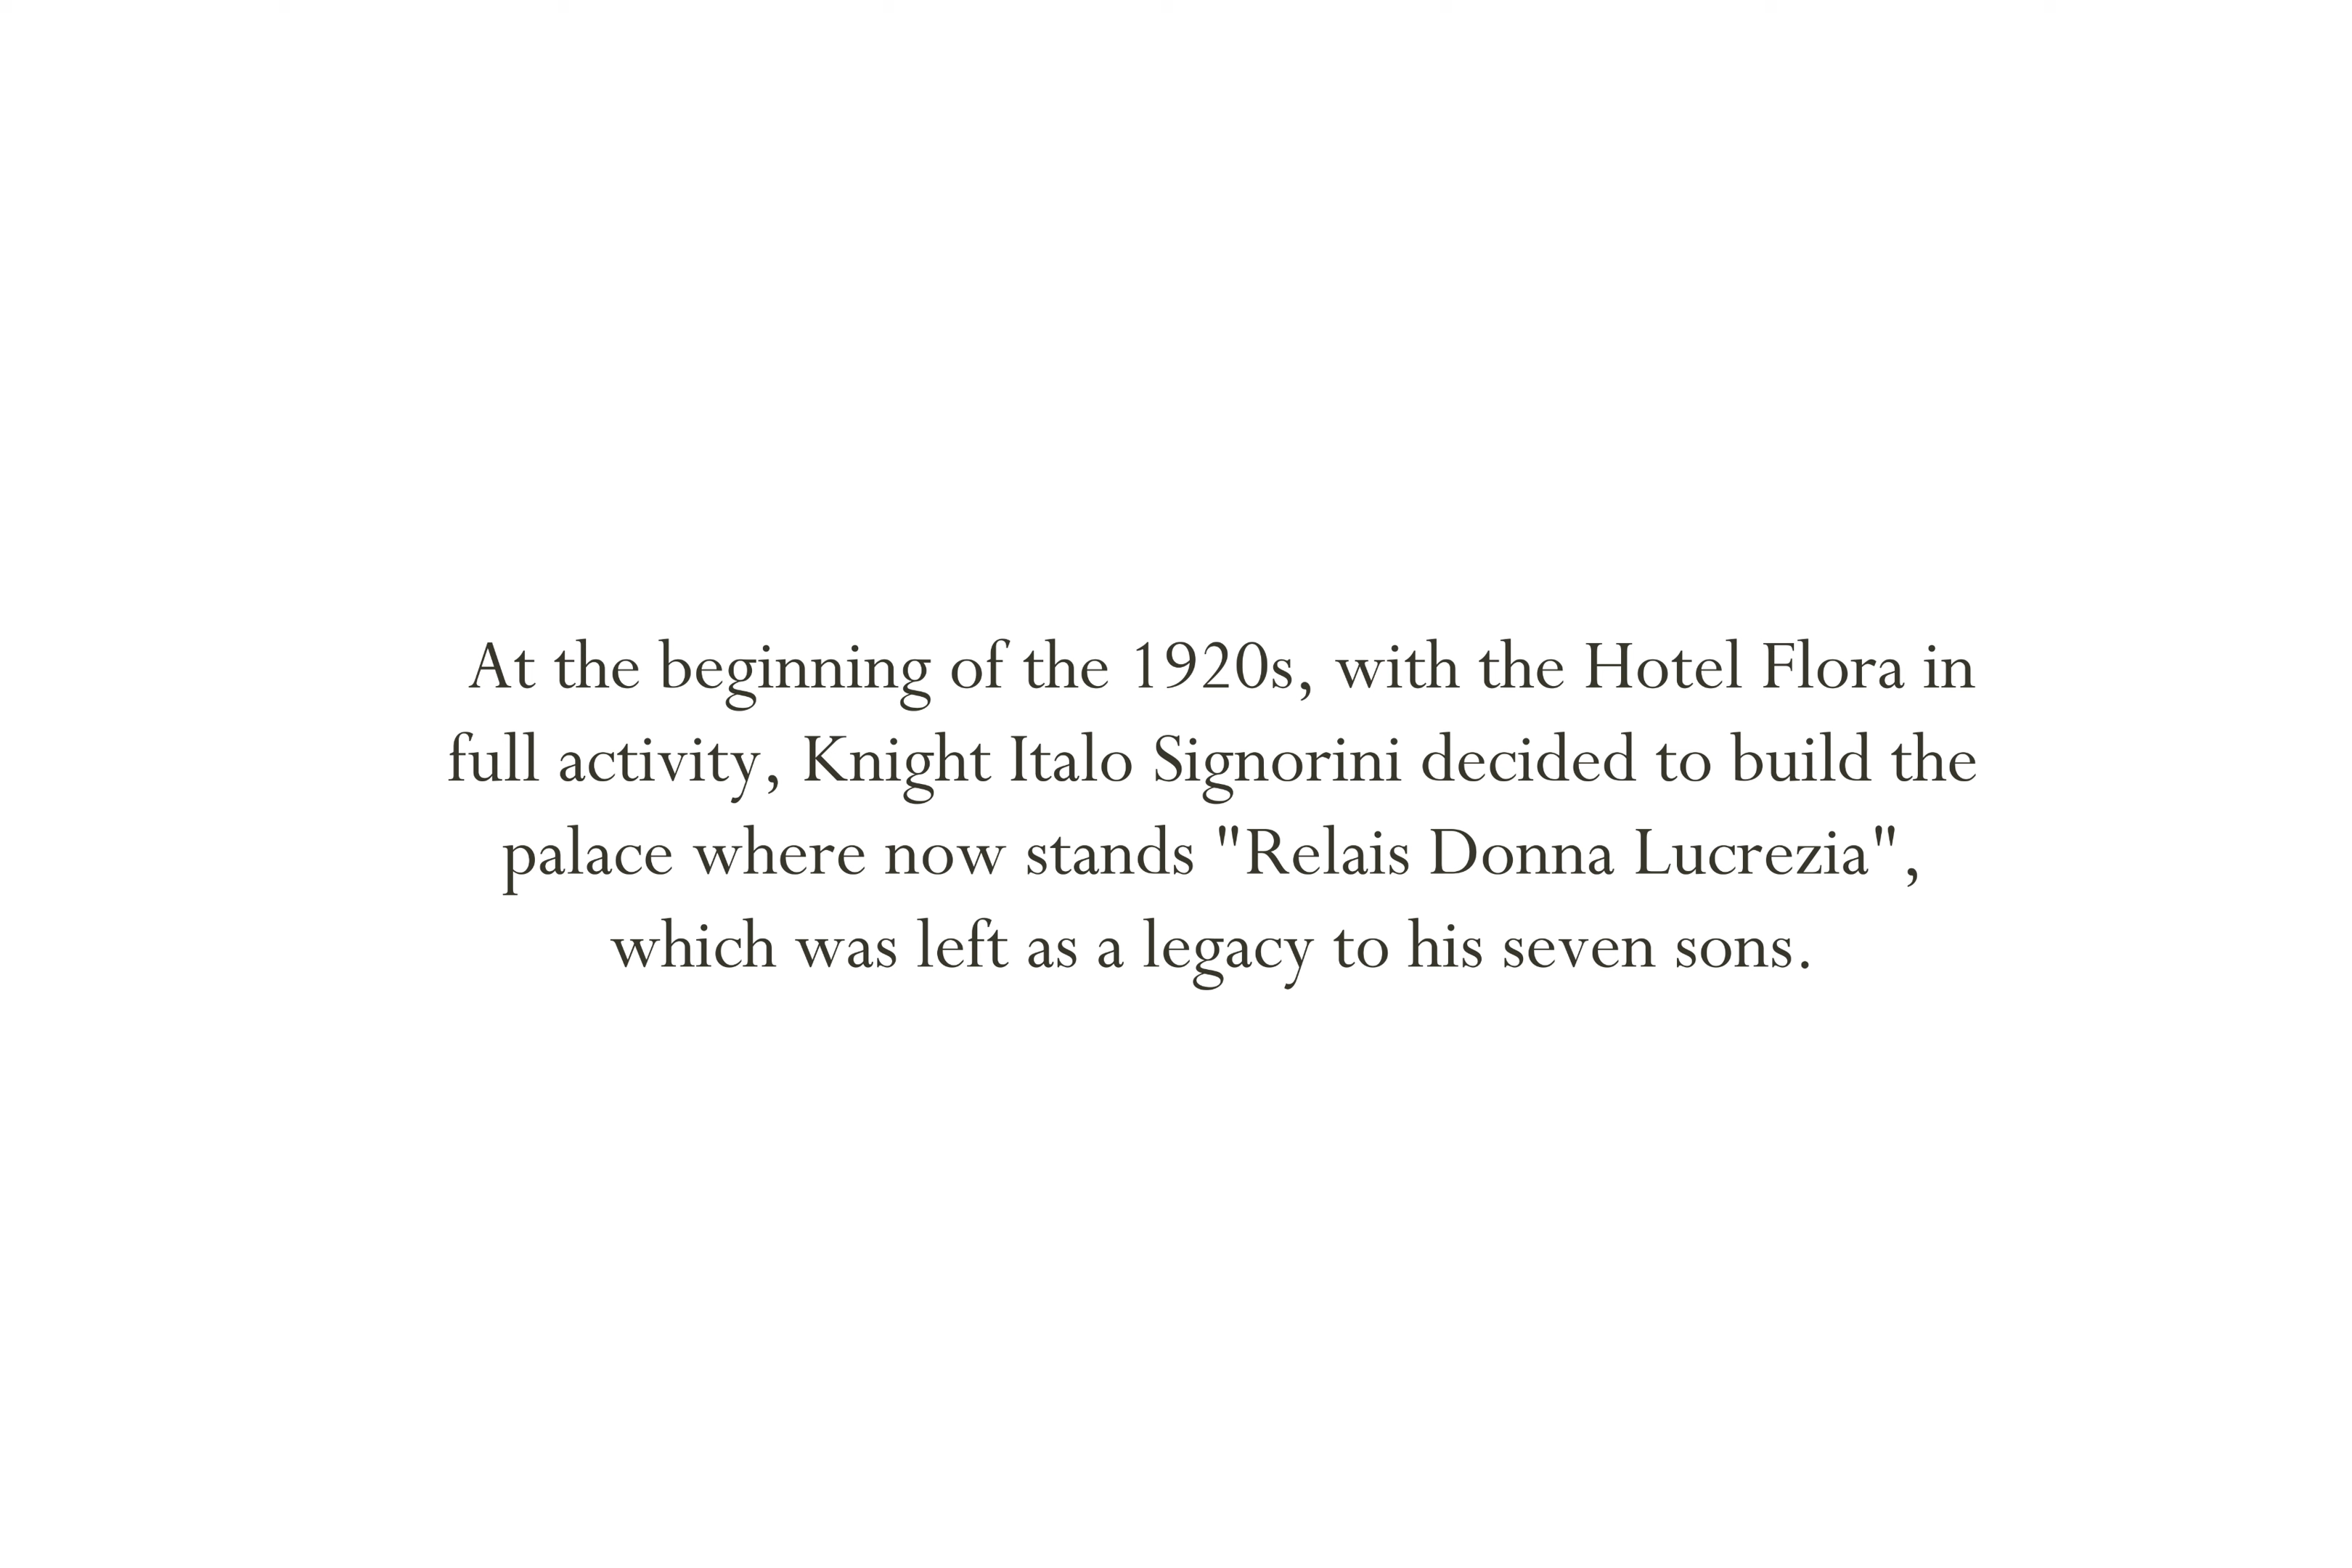 At the beginning of the 1920s, with the Hotel Flora in
full activity, Knight Italo Signorini decided to build the
palace where now stands "Relais Donna Lucrezia" ,
which was left as a legacy to his seven sons.